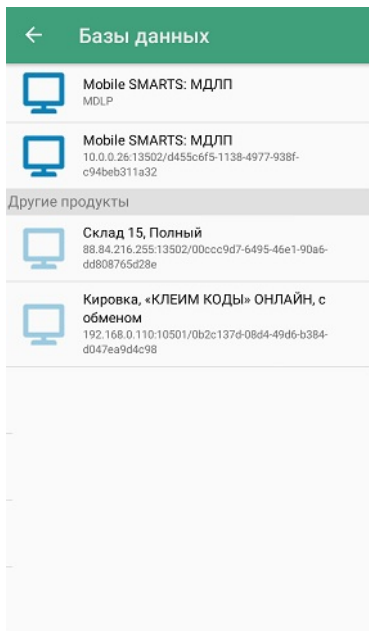 Базы данных
Mobile SMARTS: МДЛП
MDLP
Mobile SMARTS: МДЛП
10.0.0.26:13502/d455c6f5-1138-4977-938f-
c94beb311a32
Другие продукты
Склад 15, Полный
88.84.216.255:13502/00ccc9d7-6495-46e1-90a6-
dd808765d28e
Кировка, «КЛЕИМ КОДЫ» ОНЛАЙН, с
обменом
192.168.0.110:10501/0b2c137d-08d4-49d6-b384-
d047ea9d4c98